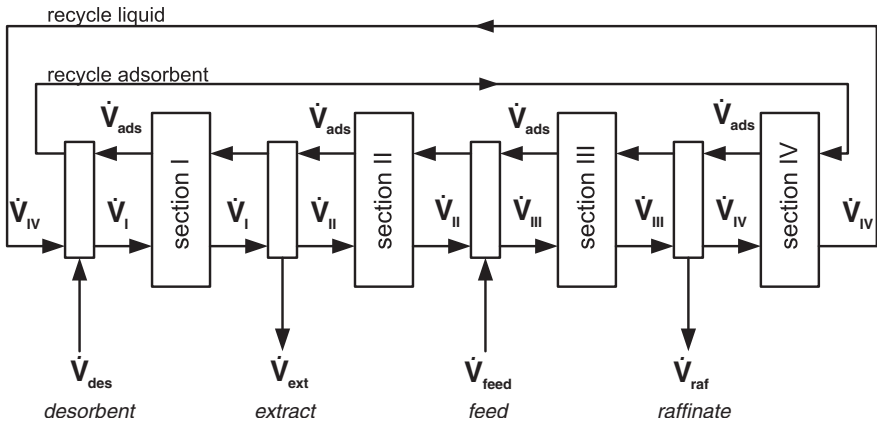 recycle liquid
recycle adsorbent
V̇ads V̇ads V̇ads V̇ads
section I section II section III section IV
V̇IV V̇I V̇I V̇II V̇II V̇III V̇III V̇IV V̇IV
V̇des V̇ext V̇feed V̇raf
desorbent extract feed raffinate